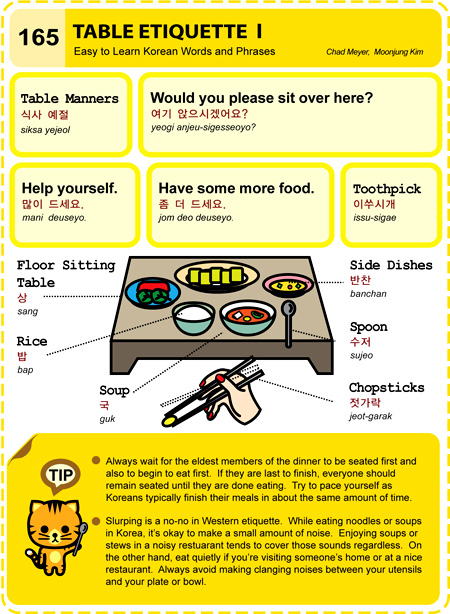 165
TABLE ETIQUETTE I
Easy to Learn Korean Words and Phrases
Chad Meyer, Moonjung Kim
Table Manners
식사 예절
siksa yejeol
Would you please sit over here?
여기 앉으시겠어요?
yeogi anjeu-sigesseoyo?
Help yourself.
많이 드세요.
mani deuseyo.
Have some more food.
좀 더 드세요.
jom deo deuseyo.
Toothpick
이쑤시개
issu-sigae
Floor Sitting
Table
상
sang
Side Dishes
반찬
banchan
Rice
밥
bap
Spoon
수저
sujeo
Soup
국
guk
Chopsticks
젓가락
jeot-garak
TIP
Always wait for the eldest members of the dinner to be seated first and
also to begin to eat first. If they are last to finish, everyone should
remain seated until they are done eating. Try to pace yourself as
Koreans typically finish their meals in about the same amount of time.
Slurping is a no-no in Western etiquette. While eating noodles or soups
in Korea, it's okay to make a small amount of noise. Enjoying soups or
stews in a noisy restuarant tends to cover those sounds regardless. On
the other hand, eat quietly if you're visiting someone's home or at a nice
restaurant. Always avoid making clanging noises between your utensils
and your plate or bowl.